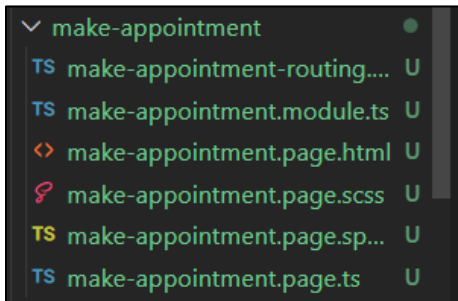 make-appointment
TS make-appointment-routing.... U
TS make-appointment.module.ts U
<> make-appointment.page.html U
make-appointment.page.scss U
TS make-appointment.page.sp... U
TS make-appointment.page.ts U